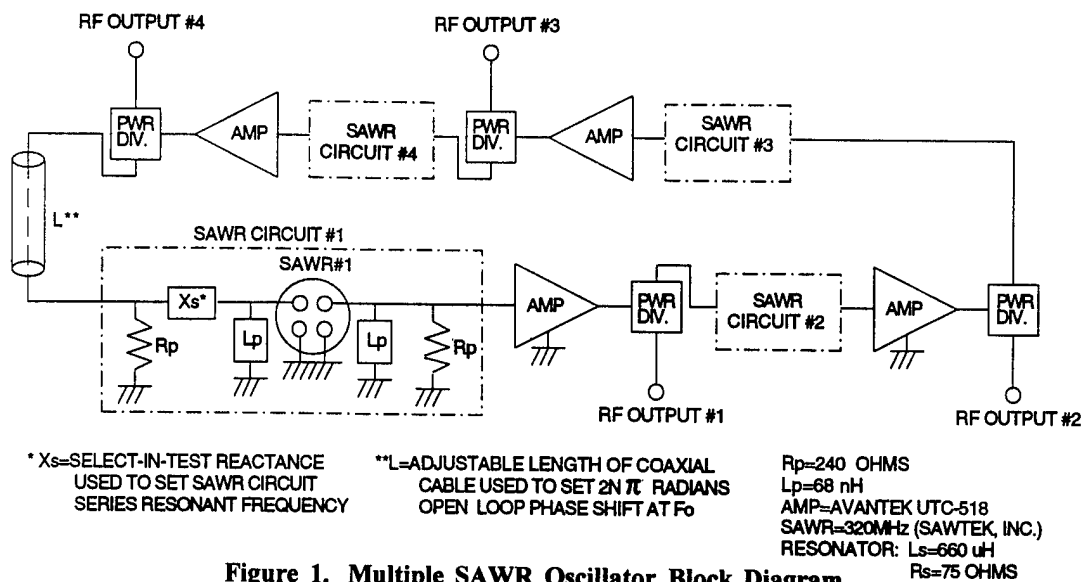 RF OUTPUT #4
RF OUTPUT #3
PWR
DIV.
AMP
SAWR
CIRCUIT #4
PWR
DIV.
AMP
SAWR
CIRCUIT #3
L**
SAWR CIRCUIT #1
SAWR#1
Xs*
Rp
Lp
Lp
Rp
AMP
PWR
DIV.
SAWR
CIRCUIT #2
AMP
PWR
DIV.
RF OUTPUT #1
RF OUTPUT #2
* Xs=SELECT-IN-TEST REACTANCE
USED TO SET SAWR CIRCUIT
SERIES RESONANT FREQUENCY
**L=ADJUSTABLE LENGTH OF COAXIAL
CABLE USED TO SET 2N π RADIANS
OPEN LOOP PHASE SHIFT AT Fo
Rp=240 OHMS
Lp=68 nH
AMP=AVANTEK UTC-518
SAWR=320MHz (SAWTEK, INC.)
RESONATOR: Ls=660 uH
Rs=75 OHMS
Figure 1. Multiple SAWR Oscillator Block Diagram